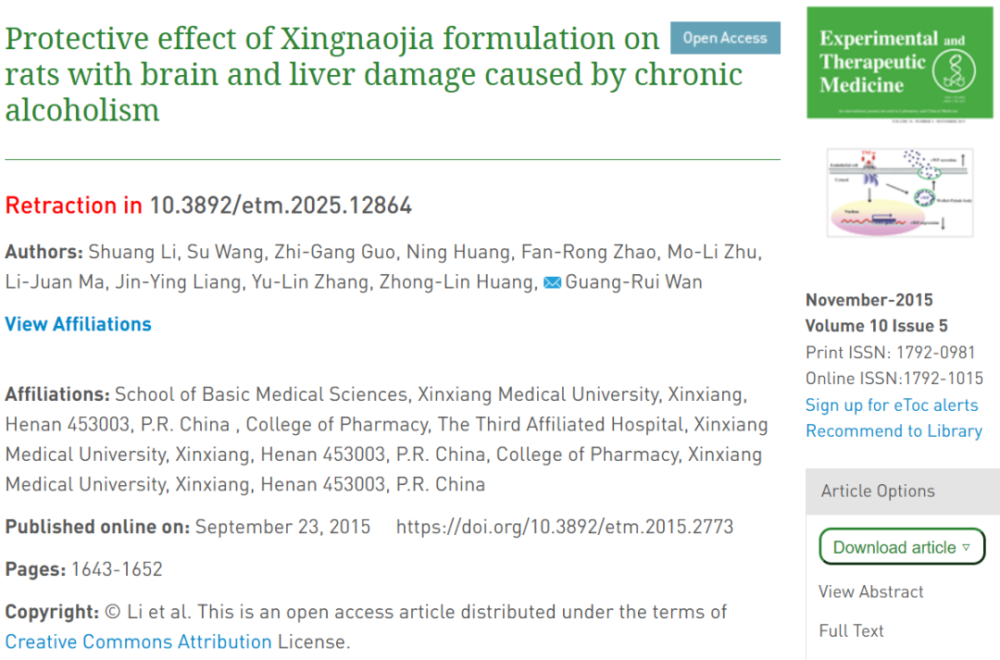 Protective effect of Xingnaojia formulation on
Open Access
rats with brain and liver damage caused by chronic
alcoholism
Retraction in 10.3892/etm.2025.12864
Authors: Shuang Li, Su Wang, Zhi-Gang Guo, Ning Huang, Fan-Rong Zhao, Mo-Li Zhu,
Li-Juan Ma, Jin-Ying Liang, Yu-Lin Zhang, Zhong-Lin Huang, Guang-Rui Wan
View Affiliations
Affiliations: School of Basic Medical Sciences, Xinxiang Medical University, Xinxiang,
Henan 453003, P.R. China , College of Pharmacy, The Third Affiliated Hospital, Xinxiang
Medical University, Xinxiang, Henan 453003, P.R. China, College of Pharmacy, Xinxiang
Medical University, Xinxiang, Henan 453003, P.R. China
Published online on: September 23, 2015 https://doi.org/10.3892/etm.2015.2773
Pages: 1643-1652
Copyright: © Li et al. This is an open access article distributed under the terms of
Creative Commons Attribution License.
Experimental and
Therapeutic
Medicine
Endothelial cell
Cytosol
Nucleus
November-2015
Volume 10 Issue 5
Print ISSN: 1792-0981
Online ISSN:1792-1015
Sign up for eToc alerts
Recommend to Library
Article Options
Download article ▿
View Abstract
Full Text